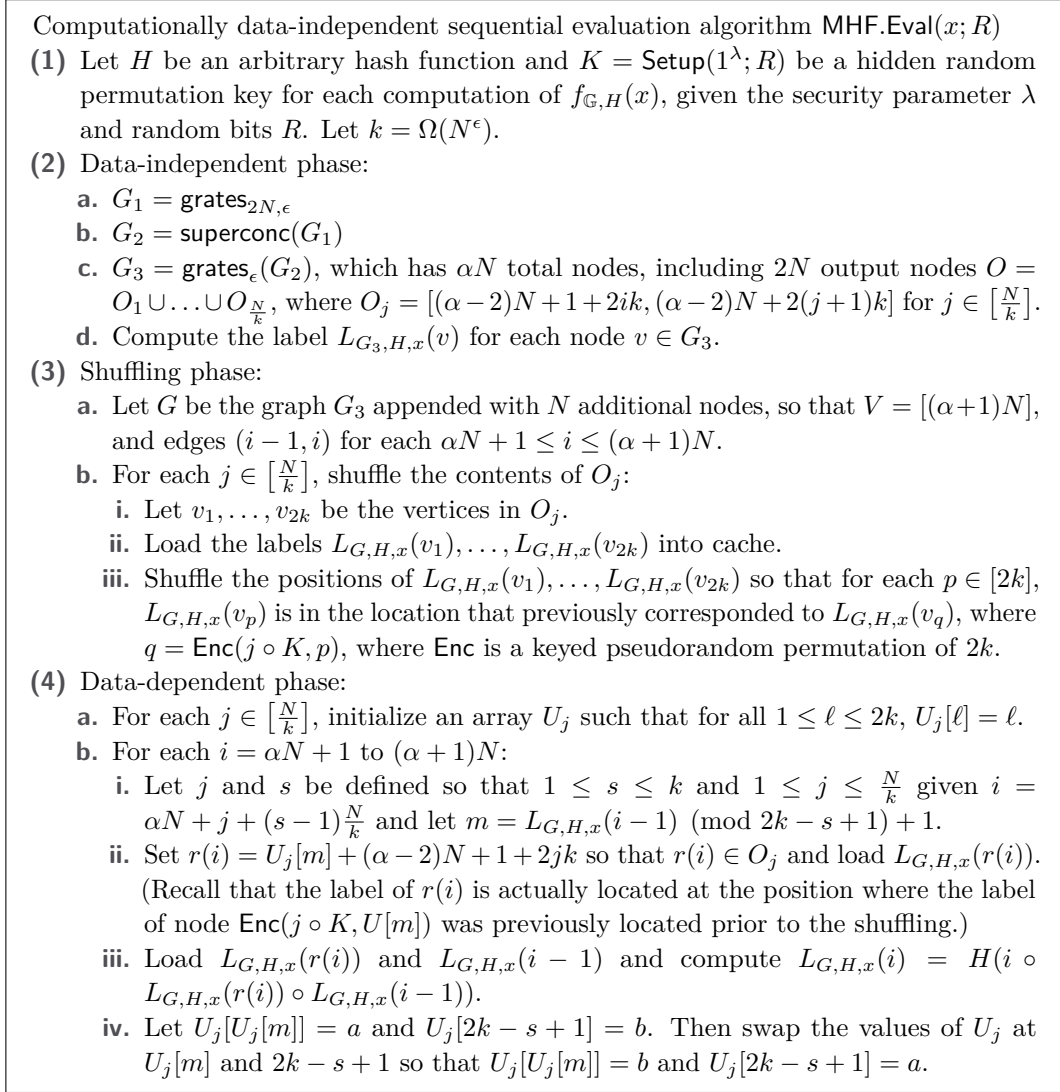 Computationally data-independent sequential evaluation algorithm MHF.Eval(x; R)
(1) Let H be an arbitrary hash function and K = Setup(1^λ; R) be a hidden random
permutation key for each computation of f_{𝔾,H}(x), given the security parameter λ
and random bits R. Let k = Ω(N^ϵ).
(2) Data-independent phase:
a. G_1 = grates_{2N,ϵ}
b. G_2 = superconc(G_1)
c. G_3 = grates_ϵ(G_2), which has αN total nodes, including 2N output nodes O =
O_1 ∪ … ∪ O_{N/k}, where O_j = [(α − 2)N + 1 + 2ik, (α − 2)N + 2(j + 1)k] for j ∈ [N/k].
d. Compute the label L_{G_3,H,x}(v) for each node v ∈ G_3.
(3) Shuffling phase:
a. Let G be the graph G_3 appended with N additional nodes, so that V = [(α+1)N],
and edges (i − 1, i) for each αN + 1 ≤ i ≤ (α + 1)N.
b. For each j ∈ [N/k], shuffle the contents of O_j:
i. Let v_1, …, v_{2k} be the vertices in O_j.
ii. Load the labels L_{G,H,x}(v_1), …, L_{G,H,x}(v_{2k}) into cache.
iii. Shuffle the positions of L_{G,H,x}(v_1), …, L_{G,H,x}(v_{2k}) so that for each p ∈ [2k],
L_{G,H,x}(v_p) is in the location that previously corresponded to L_{G,H,x}(v_q), where
q = Enc(j ∘ K, p), where Enc is a keyed pseudorandom permutation of 2k.
(4) Data-dependent phase:
a. For each j ∈ [N/k], initialize an array U_j such that for all 1 ≤ ℓ ≤ 2k, U_j[ℓ] = ℓ.
b. For each i = αN + 1 to (α + 1)N:
i. Let j and s be defined so that 1 ≤ s ≤ k and 1 ≤ j ≤ N/k given i =
αN + j + (s − 1)N/k and let m = L_{G,H,x}(i − 1) (mod 2k − s + 1) + 1.
ii. Set r(i) = U_j[m] + (α − 2)N + 1 + 2jk so that r(i) ∈ O_j and load L_{G,H,x}(r(i)).
(Recall that the label of r(i) is actually located at the position where the label
of node Enc(j ∘ K, U[m]) was previously located prior to the shuffling.)
iii. Load L_{G,H,x}(r(i)) and L_{G,H,x}(i − 1) and compute L_{G,H,x}(i) = H(i ∘
L_{G,H,x}(r(i)) ∘ L_{G,H,x}(i − 1)).
iv. Let U_j[U_j[m]] = a and U_j[2k − s + 1] = b. Then swap the values of U_j at
U_j[m] and 2k − s + 1 so that U_j[U_j[m]] = b and U_j[2k − s + 1] = a.